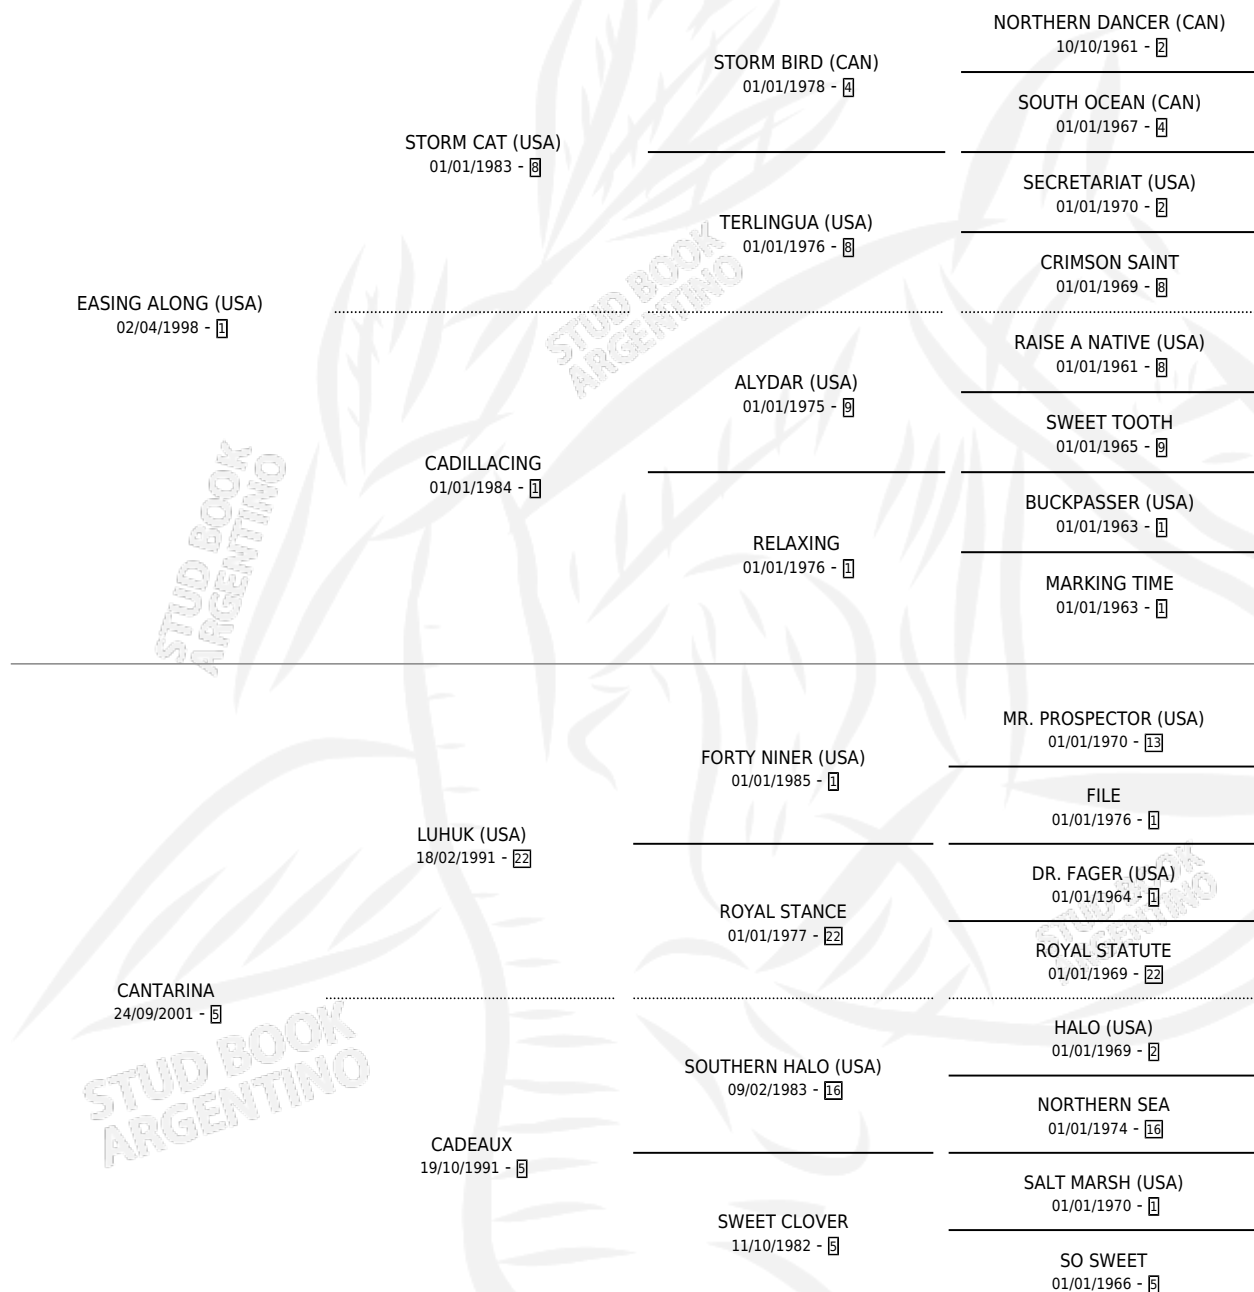 NORTHERN DANCER (CAN)
10/10/1961 - 2
STORM BIRD (CAN)
01/01/1978 - 4
SOUTH OCEAN (CAN)
01/01/1967 - 4
STORM CAT (USA)
01/01/1983 - 8
SECRETARIAT (USA)
01/01/1970 - 2
TERLINGUA (USA)
01/01/1976 - 8
CRIMSON SAINT
01/01/1969 - 8
EASING ALONG (USA)
02/04/1998 - 1
STUD BOOK
ARGENTINO
RAISE A NATIVE (USA)
01/01/1961 - 8
ALYDAR (USA)
01/01/1975 - 9
SWEET TOOTH
01/01/1965 - 9
CADILLACING
01/01/1984 - 1
BUCKPASSER (USA)
01/01/1963 - 1
RELAXING
01/01/1976 - 1
MARKING TIME
01/01/1963 - 1
STUD BOOK
ARGENTINO
MR. PROSPECTOR (USA)
01/01/1970 - 13
FORTY NINER (USA)
01/01/1985 - 1
FILE
01/01/1976 - 1
LUHUK (USA)
18/02/1991 - 22
DR. FAGER (USA)
01/01/1964 - 1
STUD BOOK
ARGENTINO
ROYAL STANCE
01/01/1977 - 22
ROYAL STATUTE
01/01/1969 - 22
CANTARINA
24/09/2001 - 5
STUD BOOK
ARGENTINO
HALO (USA)
01/01/1969 - 2
SOUTHERN HALO (USA)
09/02/1983 - 16
NORTHERN SEA
01/01/1974 - 16
CADEAUX
19/10/1991 - 5
SALT MARSH (USA)
01/01/1970 - 1
SWEET CLOVER
11/10/1982 - 5
SO SWEET
01/01/1966 - 5